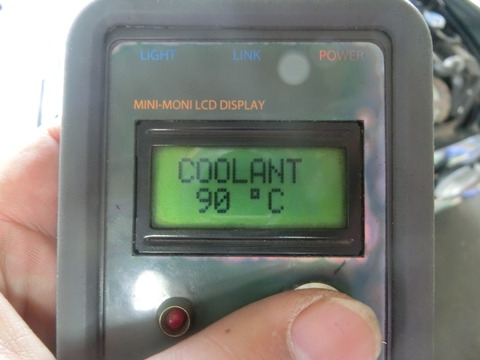 LIGHT LINK POWER
MINI-MONI LCD DISPLAY
COOLANT
90 °C